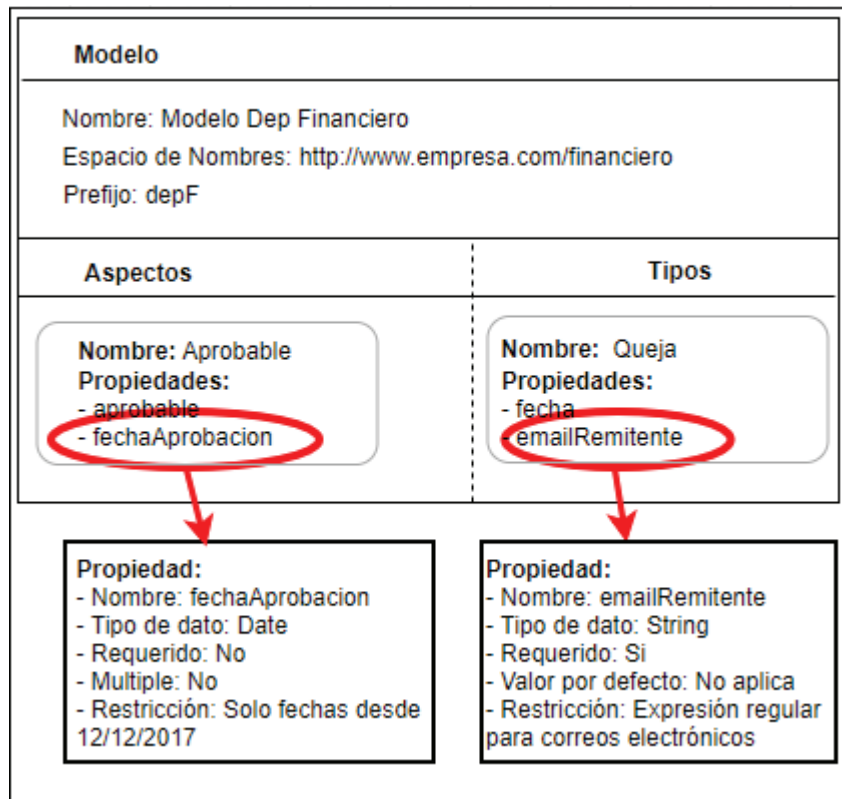 Modelo
Nombre: Modelo Dep Financiero
Espacio de Nombres: http://www.empresa.com/financiero
Prefijo: depF
Aspectos
Nombre: Aprobable
Propiedades:
- aprobable
- fechaAprobacion
Tipos
Nombre: Queja
Propiedades:
- fecha
- emailRemitente
Propiedad:
- Nombre: fechaAprobacion
- Tipo de dato: Date
- Requerido: No
- Multiple: No
- Restricción: Solo fechas desde
12/12/2017
Propiedad:
- Nombre: emailRemitente
- Tipo de dato: String
- Requerido: Si
- Valor por defecto: No aplica
- Restricción: Expresión regular
para correos electrónicos